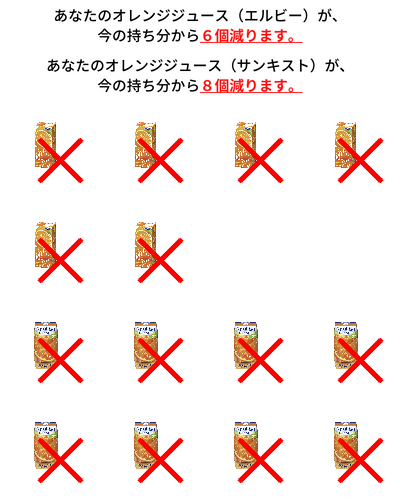 あなたのオレンジジュース（エルビー）が、
今の持ち分から６個減ります。
あなたのオレンジジュース（サンキスト）が、
今の持ち分から８個減ります。